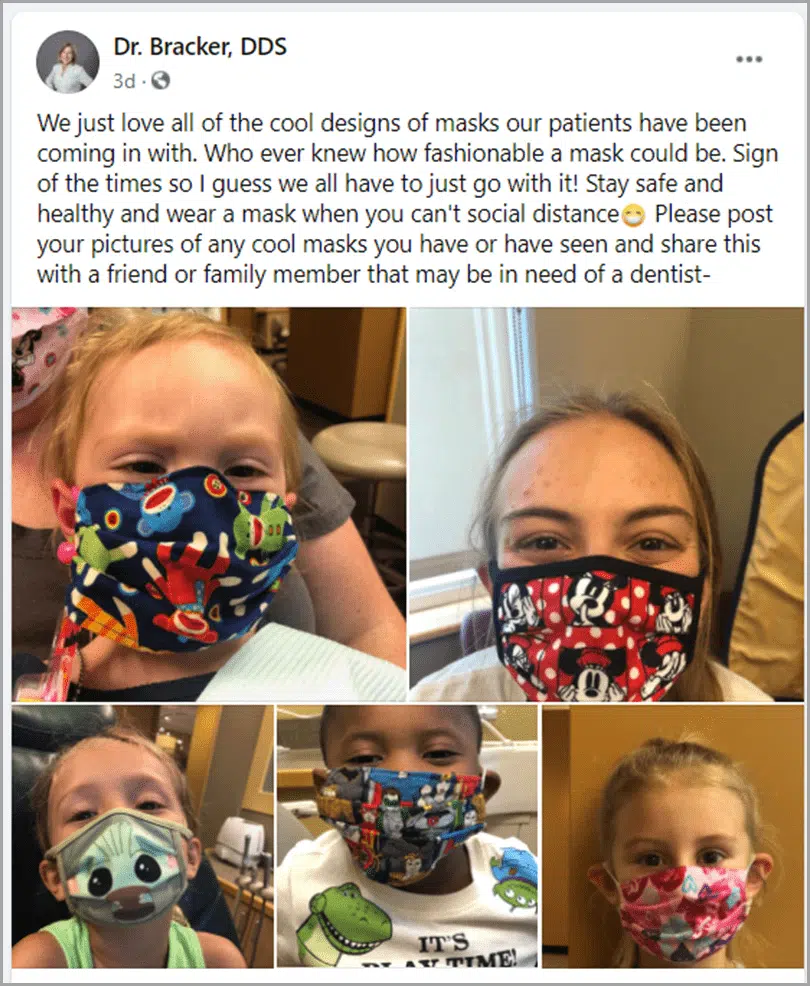 Dr. Bracker, DDS
3d ·
We just love all of the cool designs of masks our patients have been
coming in with. Who ever knew how fashionable a mask could be. Sign
of the times so I guess we all have to just go with it! Stay safe and
healthy and wear a mask when you can't social distance😷 Please post
your pictures of any cool masks you have or have seen and share this
with a friend or family member that may be in need of a dentist-
IT'S
PLAY TIME!